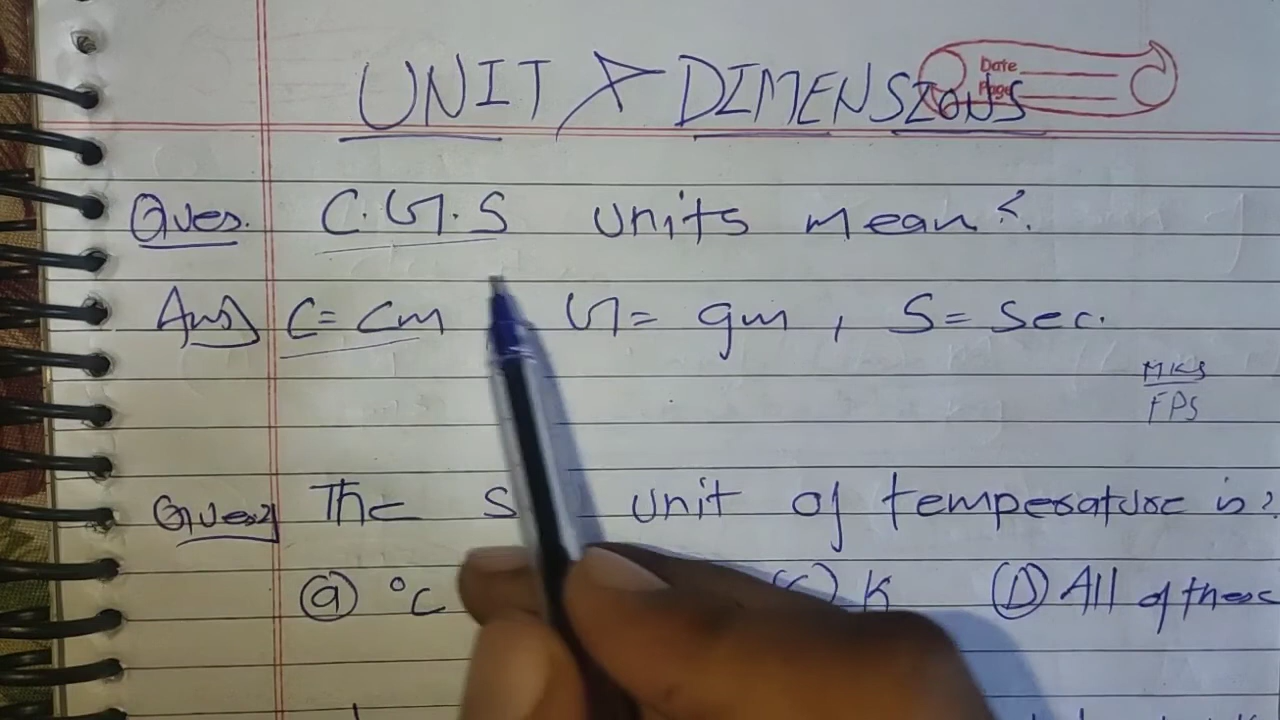 UNIT & DIMENSIONS
Date
Page
Ques. C.G.S units mean?
Ans) C = cm G = gm, S = Sec.
MKS
FPS
Ques2) The S unit of temperature is?
(a) °C (c) K (D) All of these